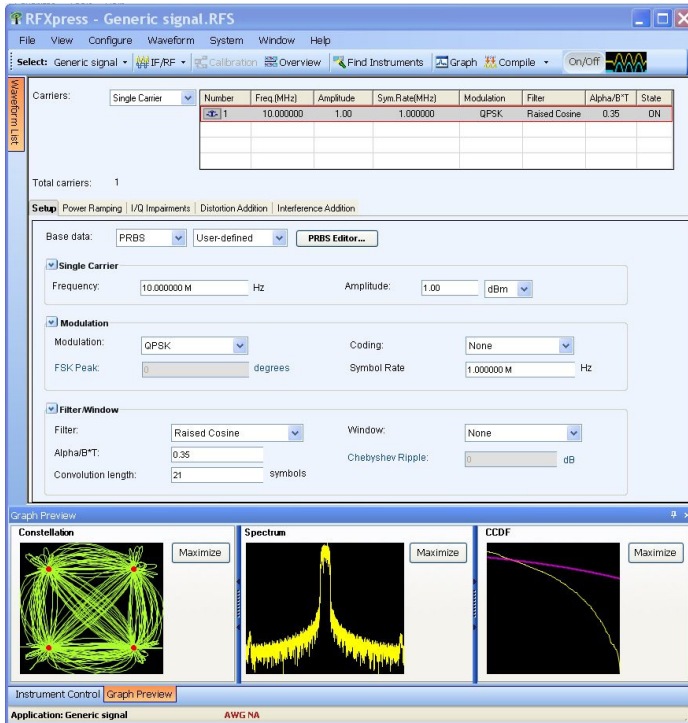 RFXpress - Generic signal.RFS
File View Configure Waveform System Window Help
Select: Generic signal IF/RF Calibration Overview Find Instruments Graph Compile On/Off
Waveform List
Carriers: Single Carrier
Number Freq.(MHz) Amplitude Sym.Rate(MHz) Modulation Filter Alpha/B*T State
1 10.000000 1.00 1.000000 QPSK Raised Cosine 0.35 ON
Total carriers: 1
Setup Power Ramping I/Q Impairments Distortion Addition Interference Addition
Base data: PRBS User-defined PRBS Editor...
Single Carrier
Frequency: 10.000000 M Hz Amplitude: 1.00 dBm
Modulation
Modulation: QPSK Coding: None
FSK Peak: 0 degrees Symbol Rate 1.000000 M Hz
Filter/Window
Filter: Raised Cosine Window: None
Alpha/B*T: 0.35 Chebyshev Ripple: 0 dB
Convolution length: 21 symbols
Graph Preview
Constellation Maximize Spectrum Maximize CCDF Maximize
Instrument Control Graph Preview
Application: Generic signal AWG NA